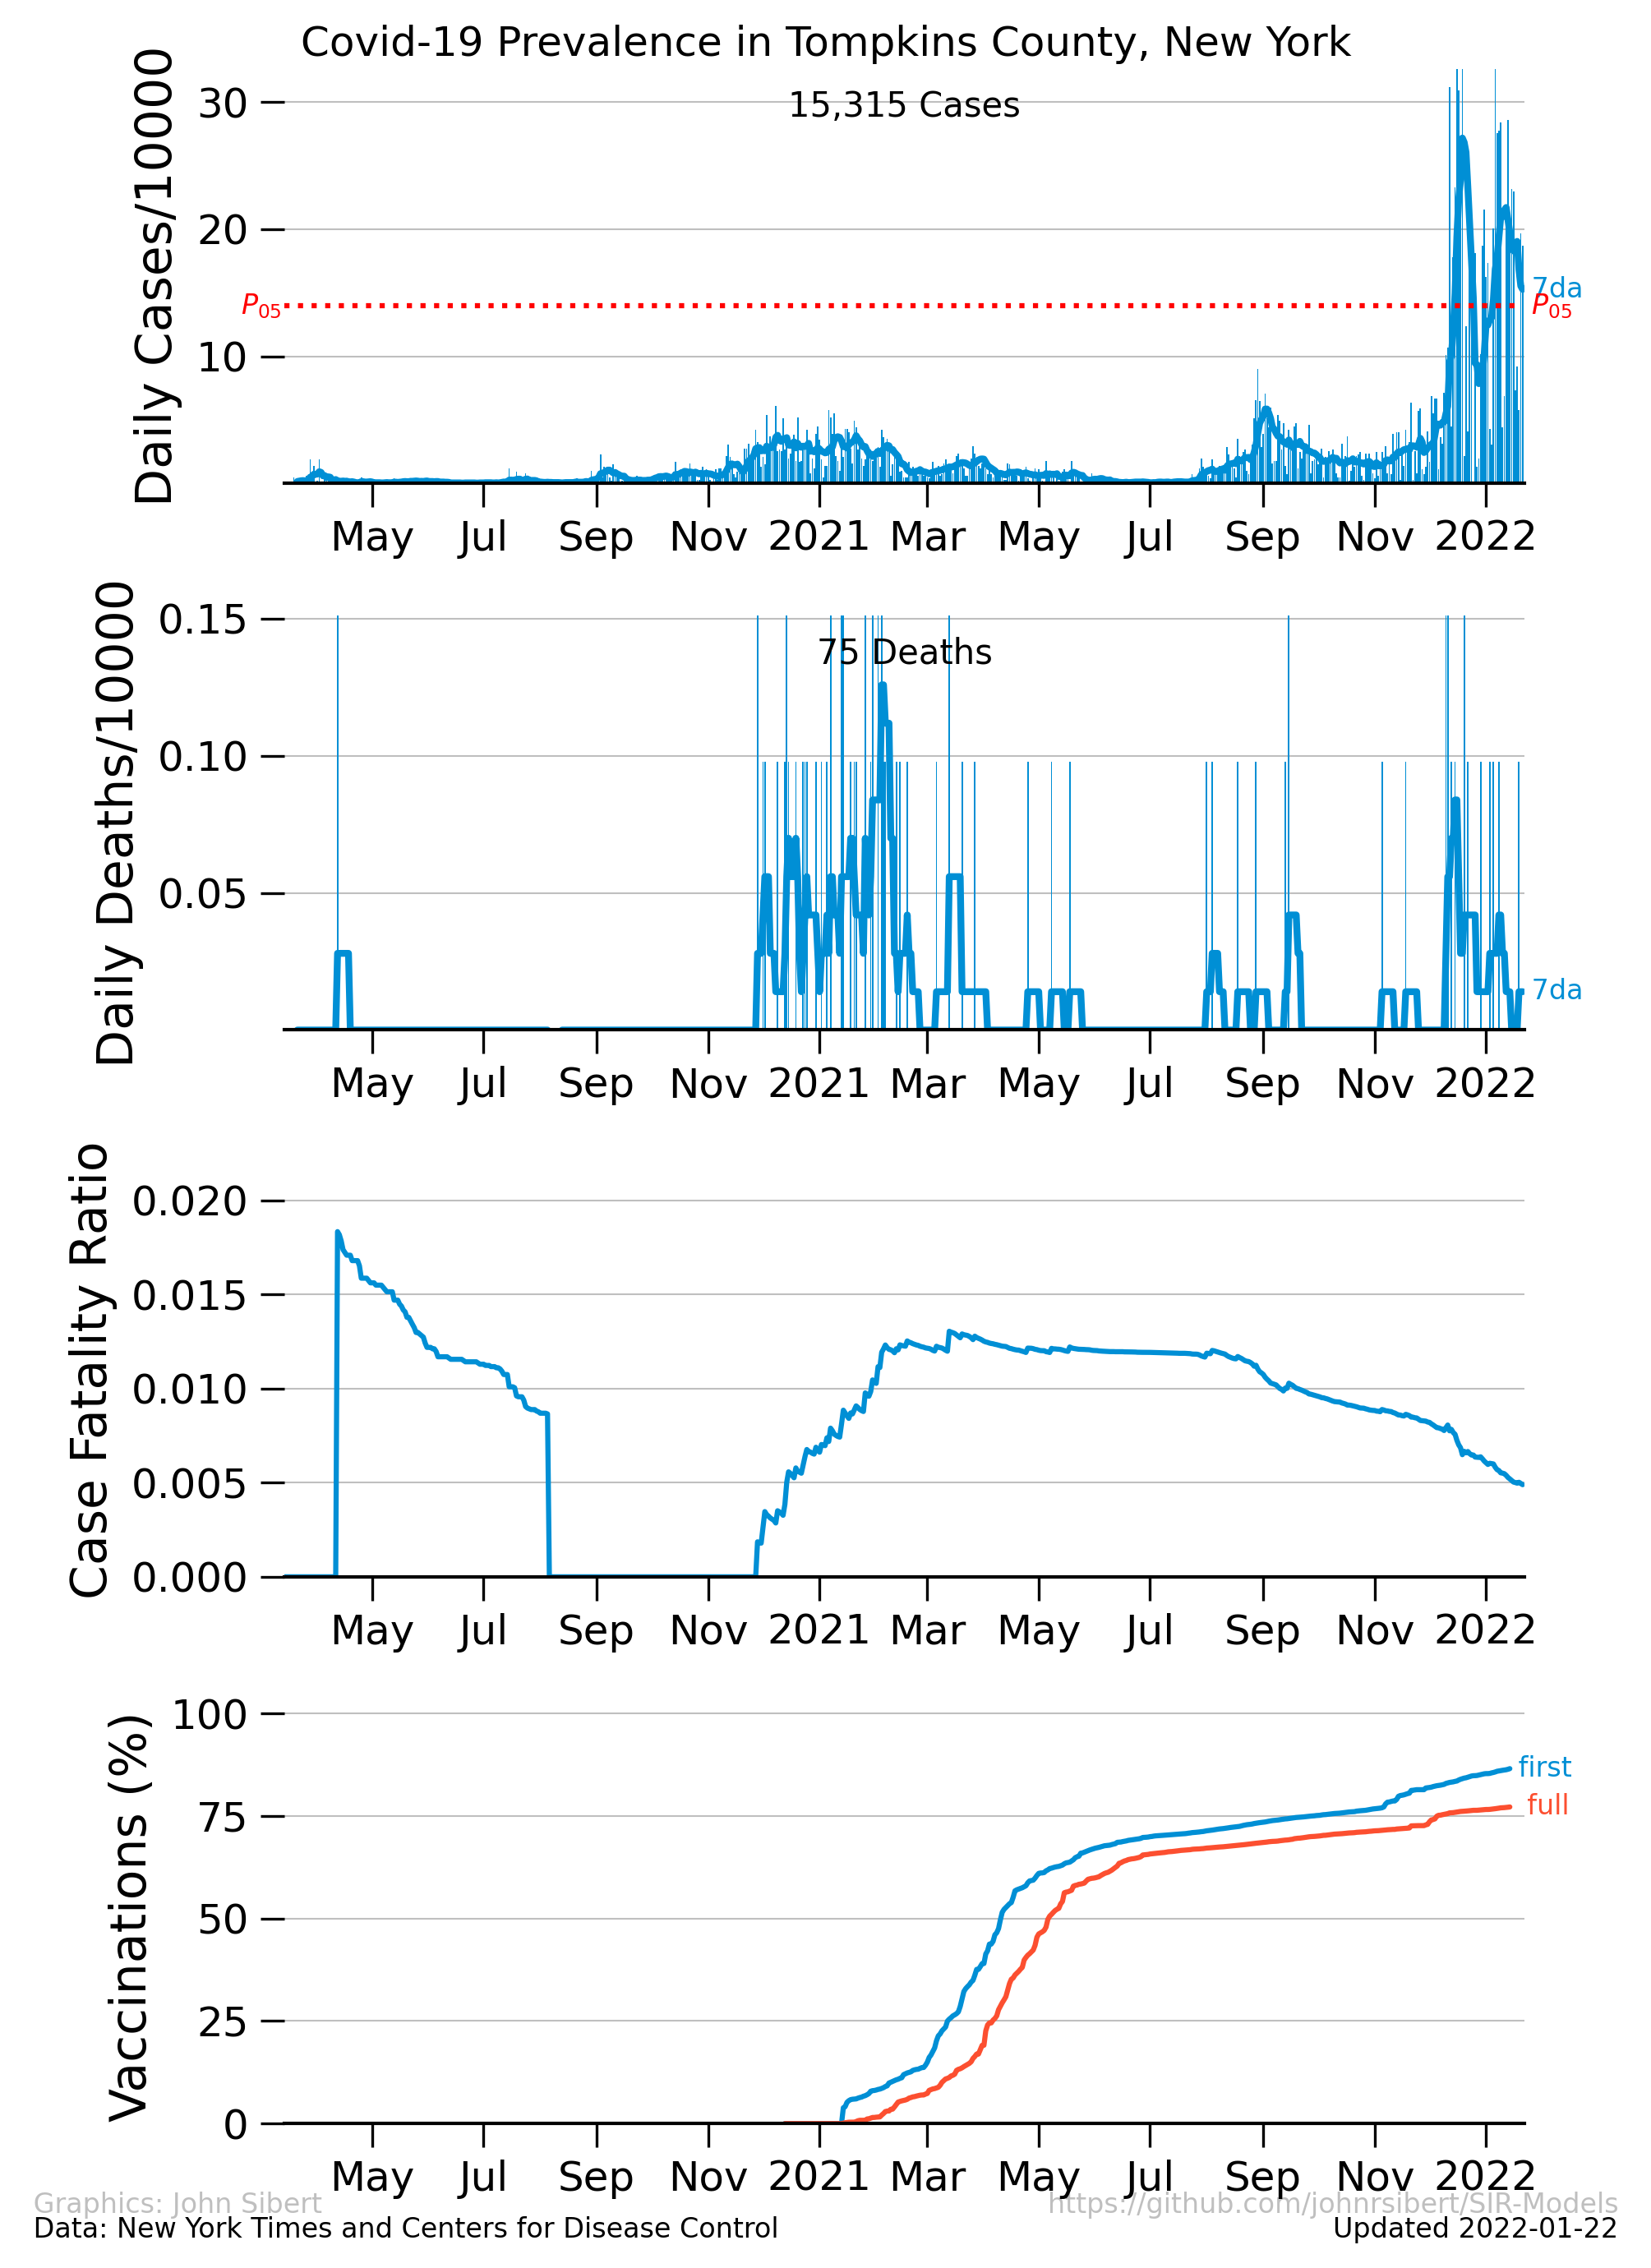 Covid-19 Prevalence in Tompkins County, New York
Daily Cases/10000
15,315 Cases
30
20
10
P05
7da
P05
May Jul Sep Nov 2021 Mar May Jul Sep Nov 2022
Daily Deaths/10000
75 Deaths
0.15
0.10
0.05
7da
May Jul Sep Nov 2021 Mar May Jul Sep Nov 2022
Case Fatality Ratio
0.020
0.015
0.010
0.005
0.000
May Jul Sep Nov 2021 Mar May Jul Sep Nov 2022
Vaccinations (%)
100
75
50
25
0
first
full
May Jul Sep Nov 2021 Mar May Jul Sep Nov 2022
Graphics: John Sibert
https://github.com/johnrsibert/SIR-Models
Data: New York Times and Centers for Disease Control
Updated 2022-01-22